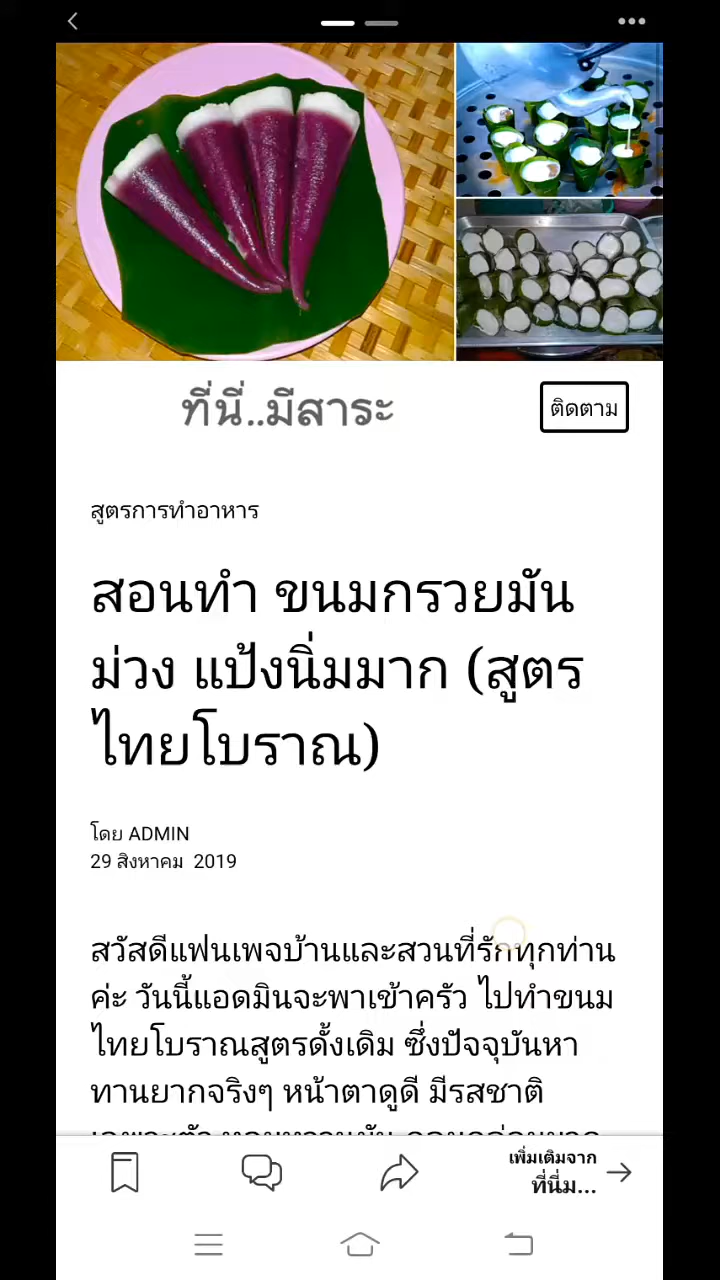 ที่นี่..มีสาระ
ติดตาม
สูตรการทำอาหาร
สอนทำ ขนมกรวยมัน
ม่วง แป้งนิ่มมาก (สูตร
ไทยโบราณ)
โดย ADMIN
29 สิงหาคม 2019
สวัสดีแฟนเพจบ้านและสวนที่รักทุกท่าน
ค่ะ วันนี้แอดมินจะพาเข้าครัว ไปทำขนม
ไทยโบราณสูตรดั้งเดิม ซึ่งปัจจุบันหา
ทานยากจริงๆ หน้าตาดูดี มีรสชาติ
เพิ่มเติมจาก
ที่นี่ม...